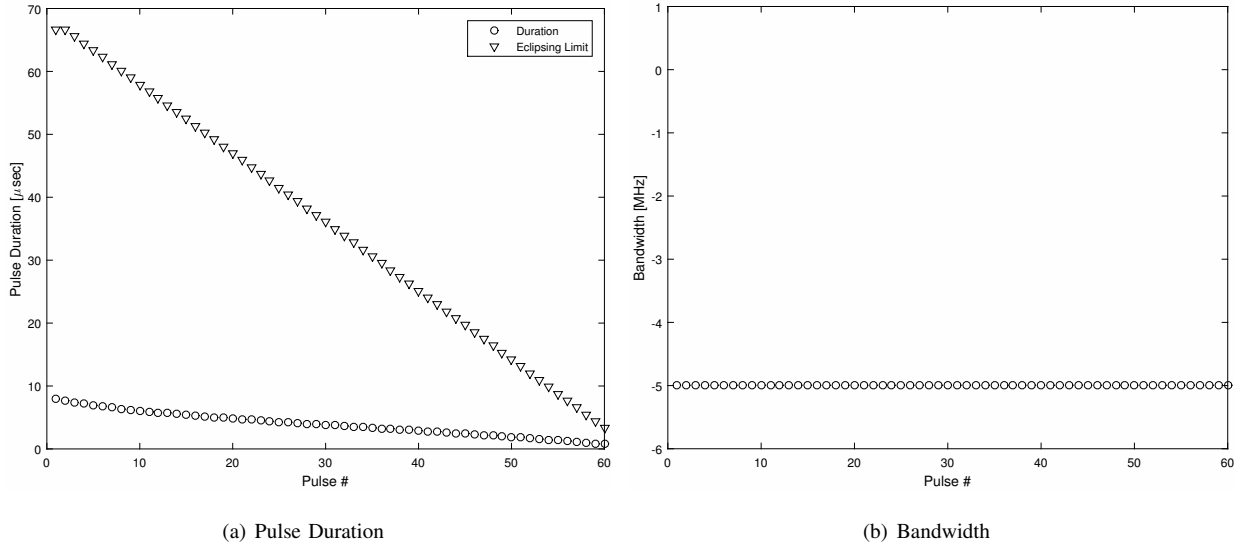 70
60
50
40
30
20
10
0
Pulse Duration [μ sec]
Duration
Eclipsing Limit
0 10 20 30 40 50 60
Pulse #
(a) Pulse Duration
1
0
-1
-2
-3
-4
-5
-6
Bandwidth [MHz]
0 10 20 30 40 50 60
Pulse #
(b) Bandwidth